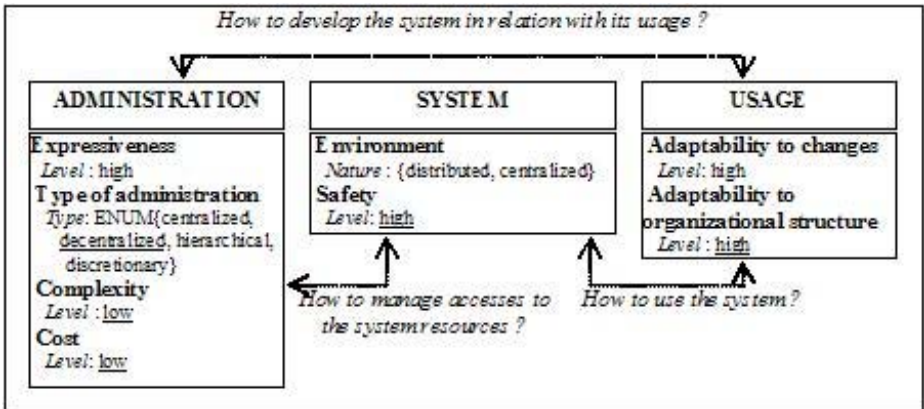 How to develop the system in relation with its usage ?
ADMINISTRATION
Expressiveness
Level : high
Type of administration
Type: ENUM{centralized,
decentralized, hierarchical,
discretionary}
Complexity
Level : low
Cost
Level : low
SYSTEM
Environment
Nature : {distributed, centralized}
Safety
Level: high
USAGE
Adaptability to changes
Level: high
Adaptability to
organizational structure
Level : high
How to manage accesses to
the system resources ?
How to use the system ?